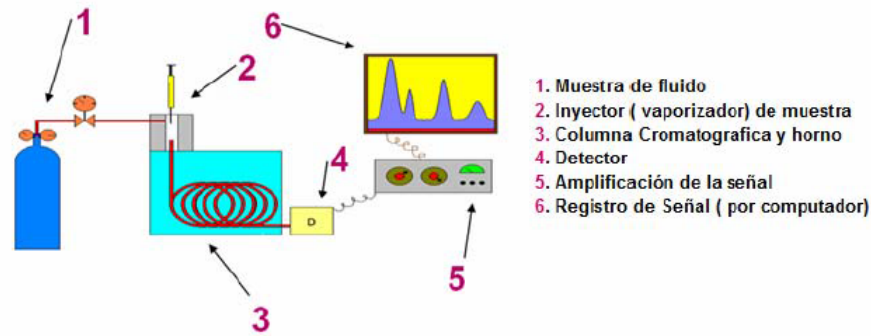 1
6
2
4
5
3
D
1. Muestra de fluido
2. Inyector ( vaporizador) de muestra
3. Columna Cromatografica y horno
4. Detector
5. Amplificación de la señal
6. Registro de Señal ( por computador)